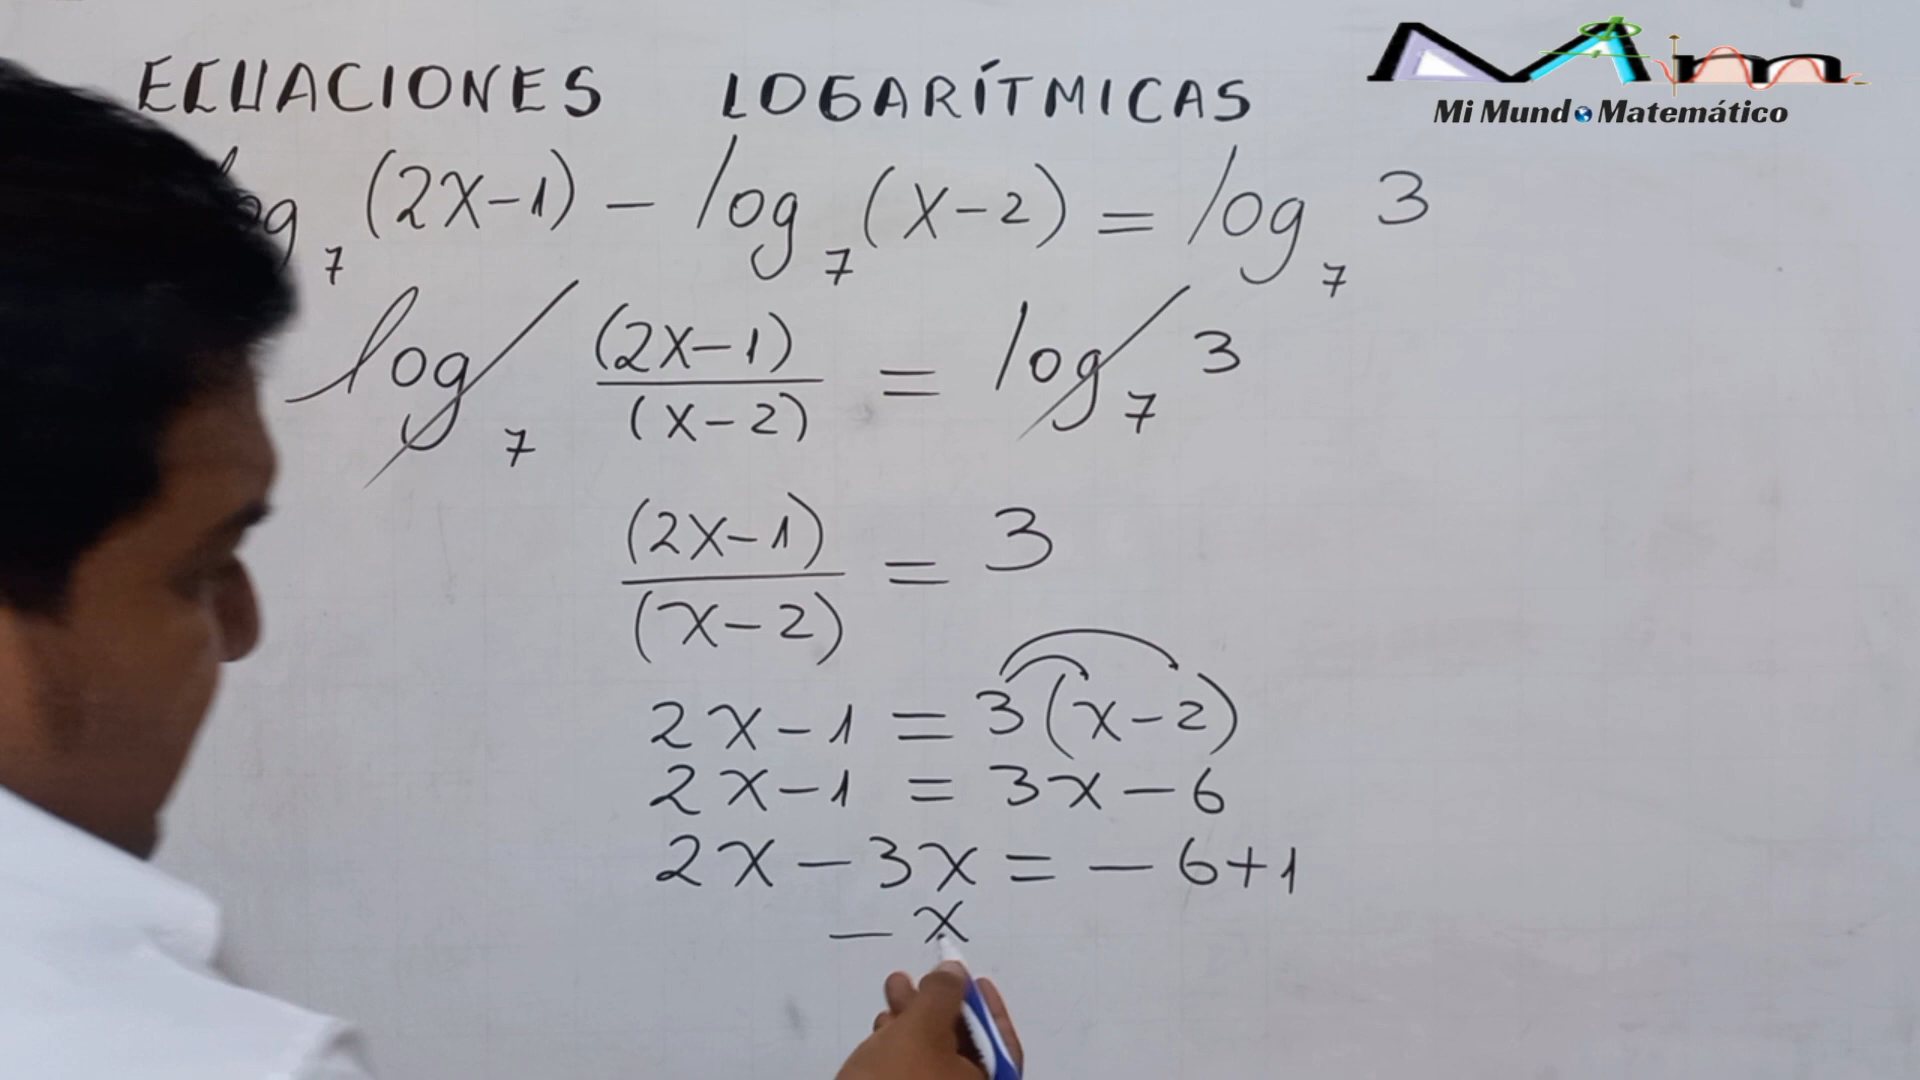 ECUACIONES LOGARÍTMICAS
Mi Mundo Matemático
log₇ (2x-1) - log₇ (x-2) = log₇ 3
log₇ (2x-1)/(x-2) = log₇ 3
(2x-1)/(x-2) = 3
2x-1 = 3(x-2)
2x-1 = 3x-6
2x-3x = -6+1
-x